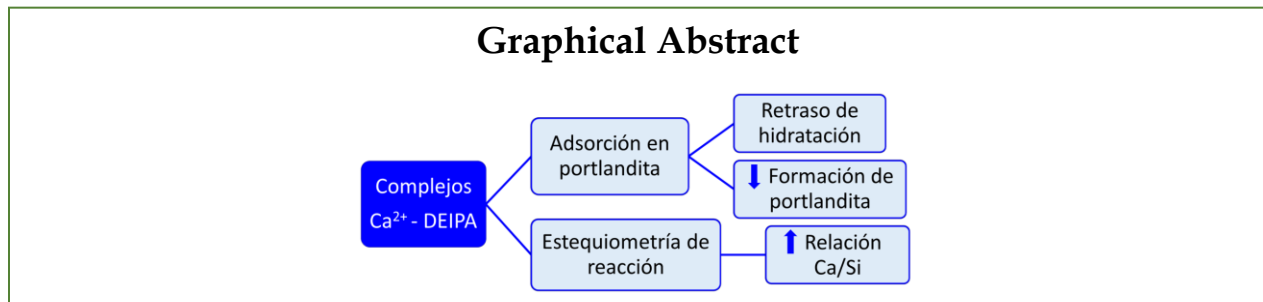 Graphical Abstract
Complejos
Ca²⁺ - DEIPA
Adsorción en
portlandita
Retraso de
hidratación
⬇ Formación de
portlandita
Estequiometría de
reacción
⬆ Relación
Ca/Si